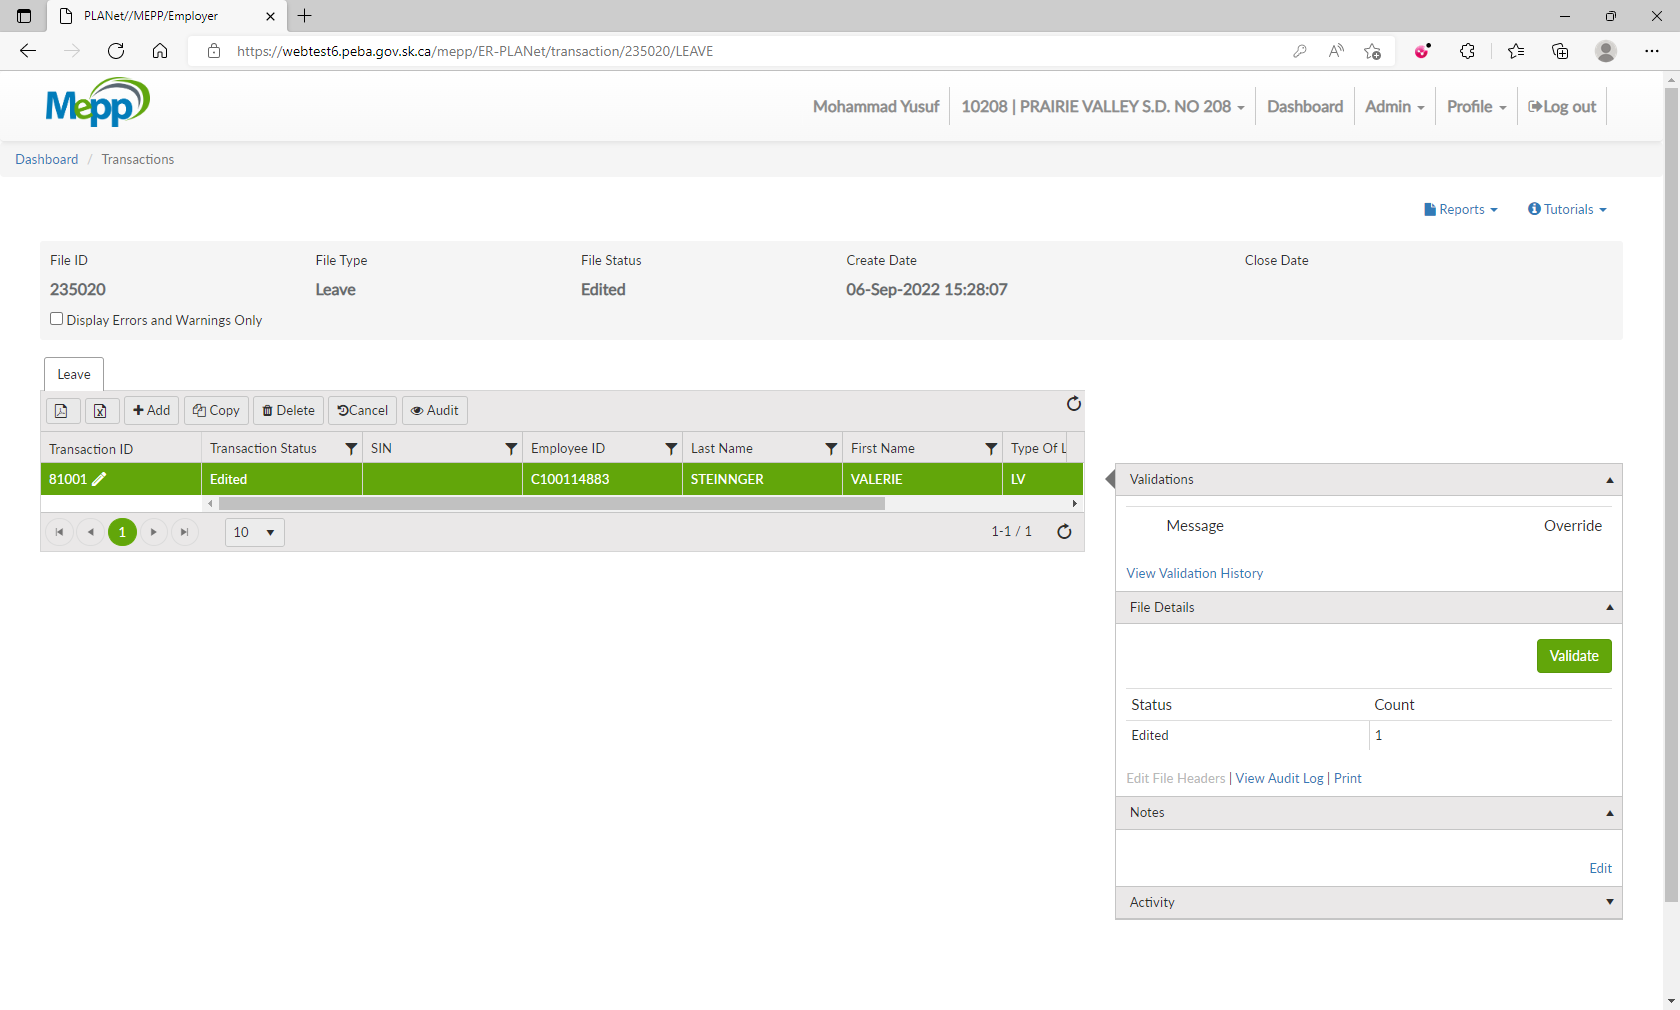 PLANet//MEPP/Employer
https://webtest6.peba.gov.sk.ca/mepp/ER-PLANet/transaction/235020/LEAVE
Mepp
Mohammad Yusuf
10208 | PRAIRIE VALLEY S.D. NO 208
Dashboard
Admin
Profile
Log out
Dashboard / Transactions
Reports
Tutorials
File ID
File Type
File Status
Create Date
Close Date
235020
Leave
Edited
06-Sep-2022 15:28:07
Display Errors and Warnings Only
Leave
Add
Copy
Delete
Cancel
Audit
Transaction ID
Transaction Status
SIN
Employee ID
Last Name
First Name
Type Of L
81001
Edited
C100114883
STEINNGER
VALERIE
LV
1
10
1-1 / 1
Validations
Message
Override
View Validation History
File Details
Validate
Status
Count
Edited
1
Edit File Headers | View Audit Log | Print
Notes
Edit
Activity